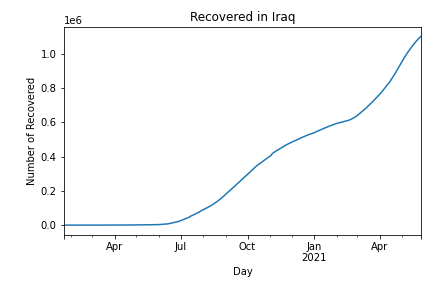 Recovered in Iraq
1e6
1.0
0.8
0.6
0.4
0.2
0.0
Number of Recovered
Apr Jul Oct Jan Apr
2021
Day